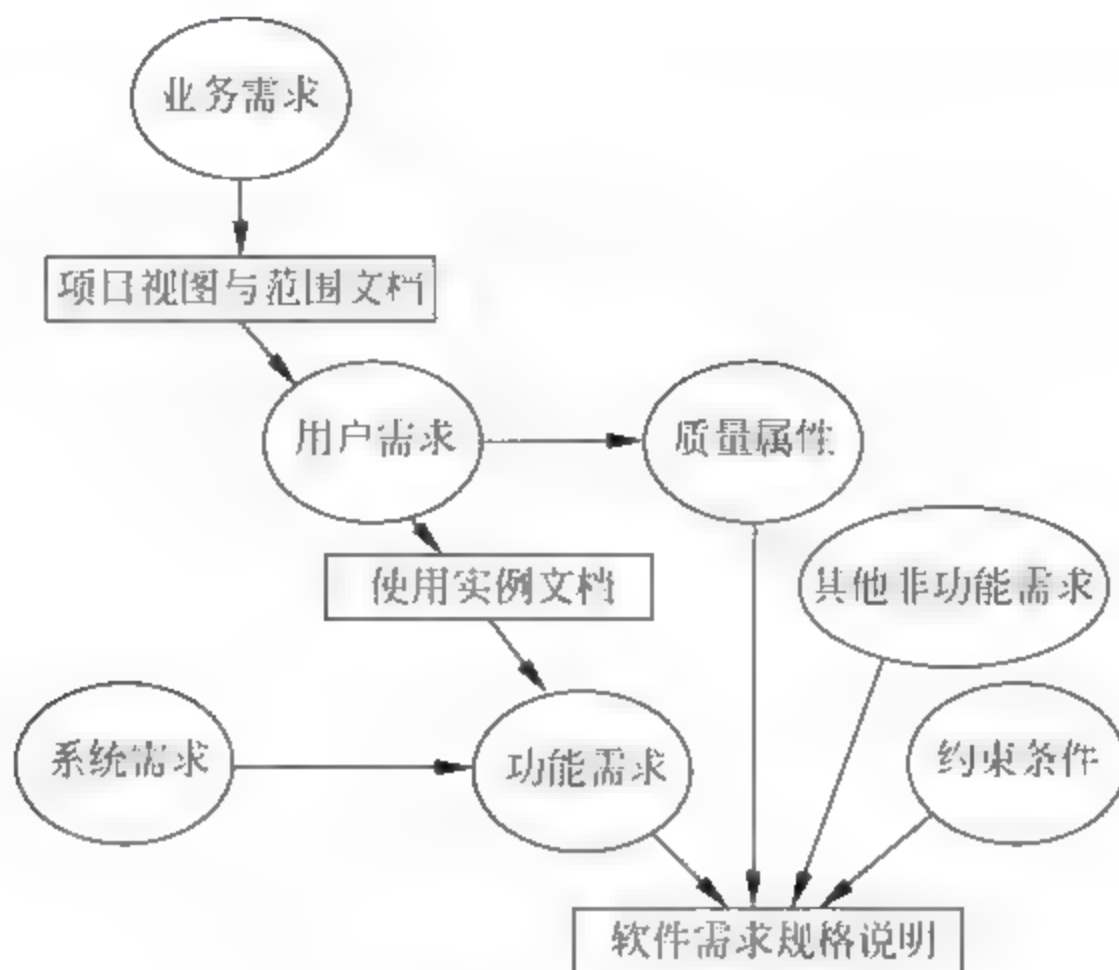 业务需求
项目视图与范围文档
用户需求
质量属性
使用实例文档
其他非功能需求
系统需求
功能需求
约束条件
软件需求规格说明